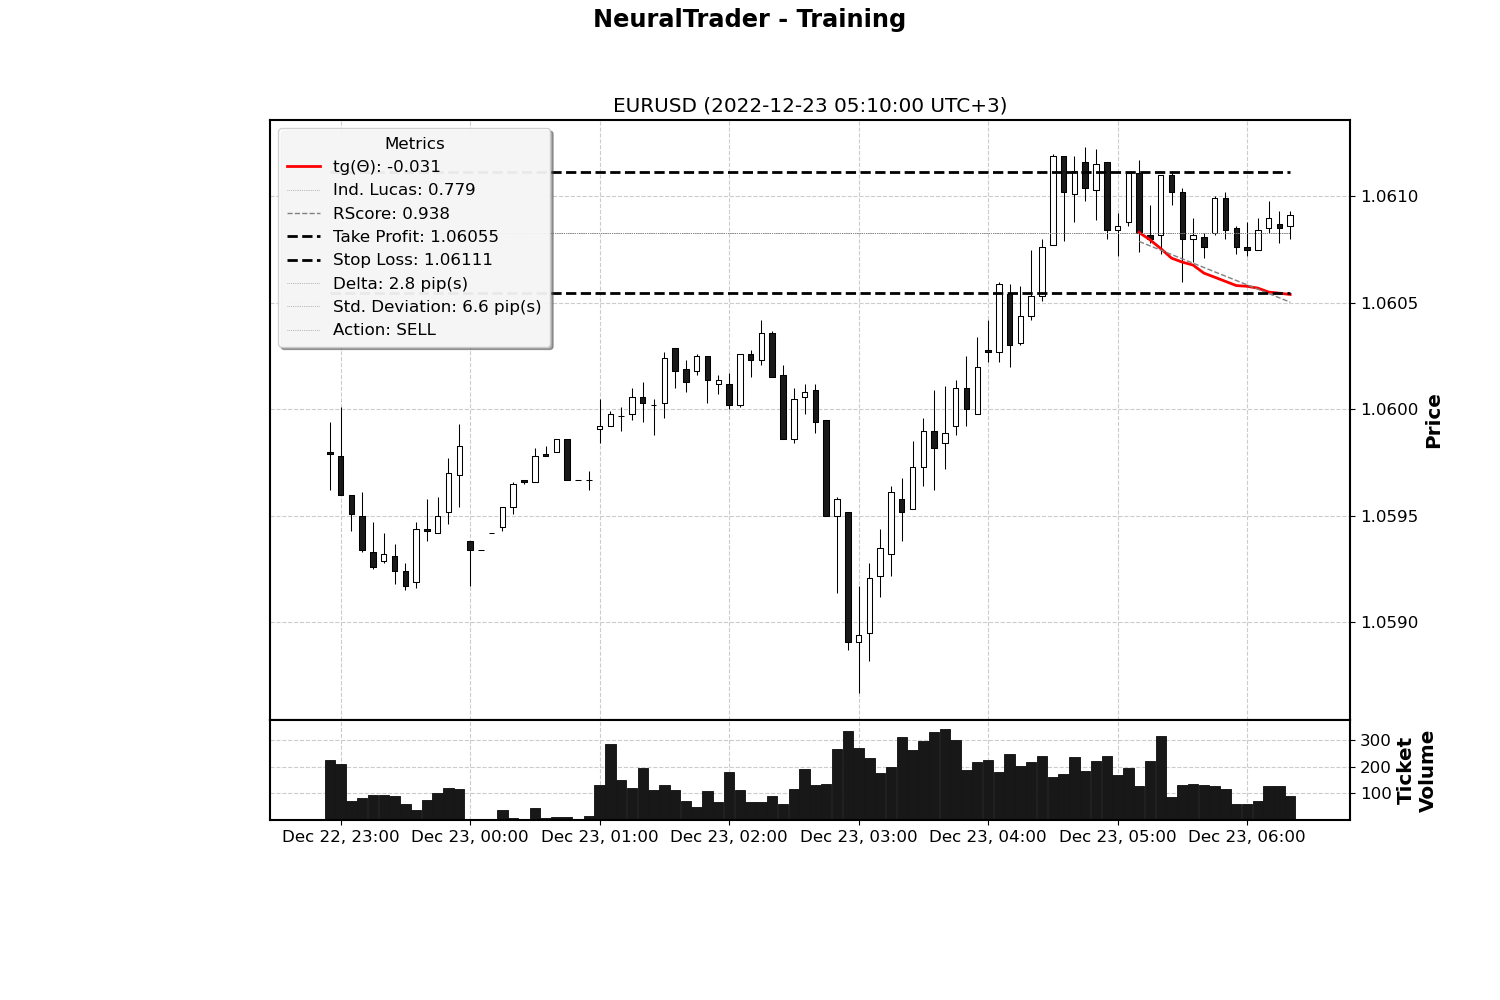 NeuralTrader - Training
EURUSD (2022-12-23 05:10:00 UTC+3)
Metrics
tg(Θ): -0.031
Ind. Lucas: 0.779
RScore: 0.938
Take Profit: 1.06055
Stop Loss: 1.06111
Delta: 2.8 pip(s)
Std. Deviation: 6.6 pip(s)
Action: SELL
1.0610
1.0605
1.0600
1.0595
1.0590
Price
300
200
100
Ticket
Volume
Dec 22, 23:00 Dec 23, 00:00 Dec 23, 01:00 Dec 23, 02:00 Dec 23, 03:00 Dec 23, 04:00 Dec 23, 05:00 Dec 23, 06:00